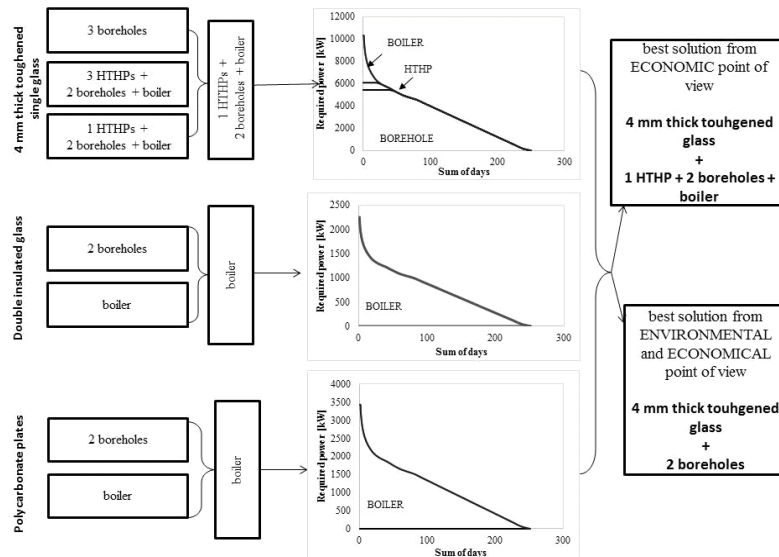 4 mm thick toughened
single glass
3 boreholes
3 HTHPs +
2 boreholes + boiler
1 HTHPs +
2 boreholes + boiler
1 HTHPs +
2 boreholes + boiler
Required power [kW]
12000
10000
8000
6000
4000
2000
0
BOILER
HTHP
BOREHOLE
0
100
200
300
Sum of days
Double insulated glass
2 boreholes
boiler
boiler
Required power [kW]
2500
2000
1500
1000
500
0
BOILER
0
100
200
300
Sum of days
Polycarbonate plates
2 boreholes
boiler
boiler
Required power [kW]
4000
3500
3000
2500
2000
1500
1000
500
0
BOILER
0
100
200
300
Sum of days
best solution from
ECONOMIC point of
view
4 mm thick touhgened
glass
+
1 HTHP + 2 boreholes +
boiler
best solution from
ENVIRONMENTAL
and ECONOMICAL
point of view
4 mm thick touhgened
glass
+
2 boreholes